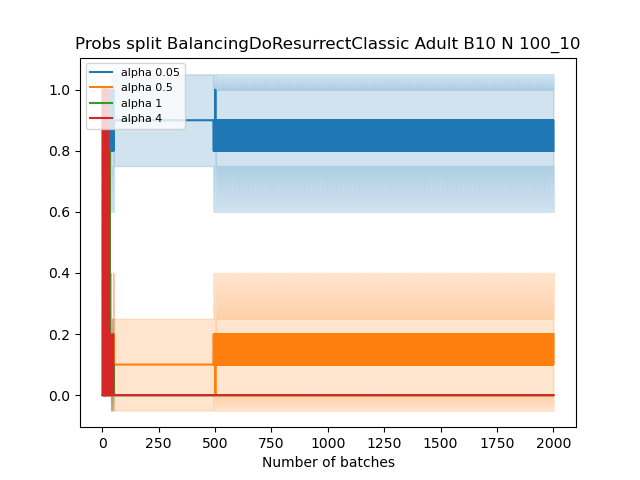 Probs split BalancingDoResurrectClassic Adult B10 N 100_10
alpha 0.05
alpha 0.5
alpha 1
alpha 4
1.0
0.8
0.6
0.4
0.2
0.0
0 250 500 750 1000 1250 1500 1750 2000
Number of batches